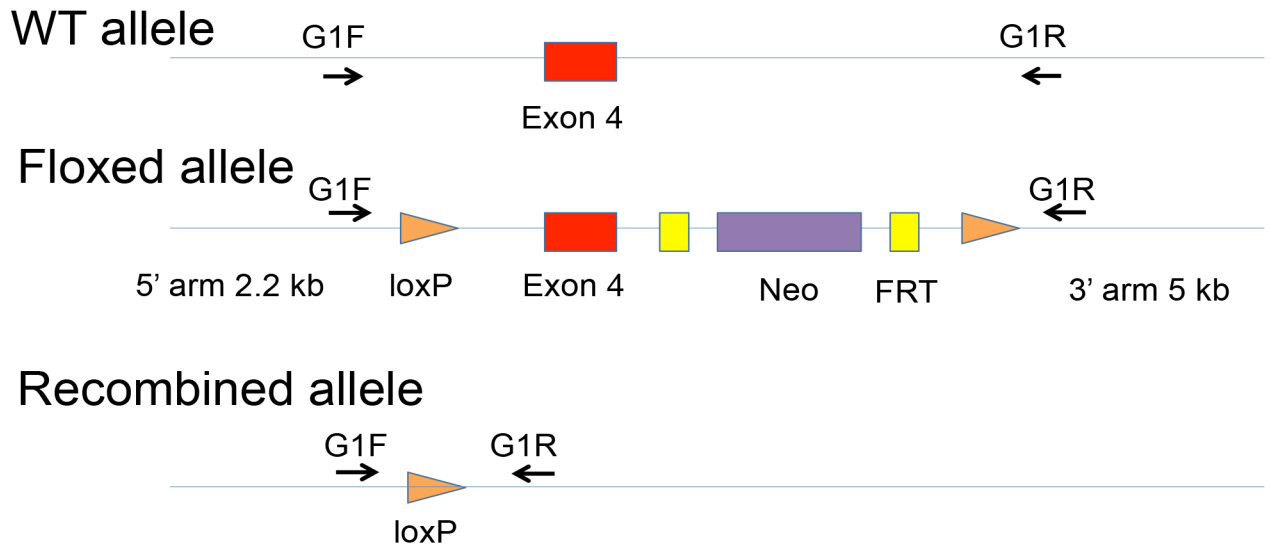 WT allele
G1F
G1R
Exon 4
Floxed allele
G1F
G1R
5’ arm 2.2 kb
loxP
Exon 4
Neo
FRT
3’ arm 5 kb
Recombined allele
G1F
G1R
loxP